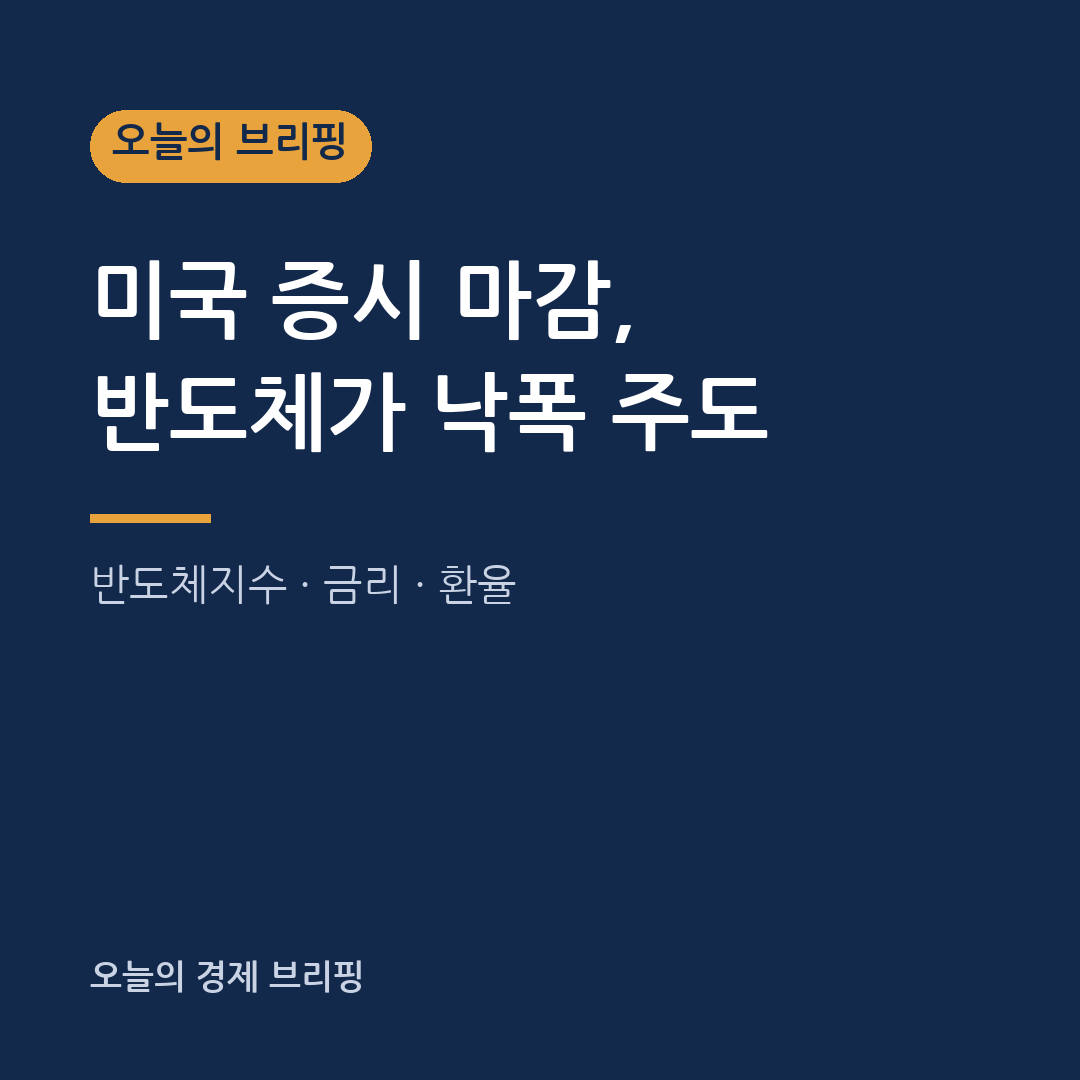 오늘의 브리핑
미국 증시 마감,
반도체가 낙폭 주도
반도체지수 · 금리 · 환율
오늘의 경제 브리핑